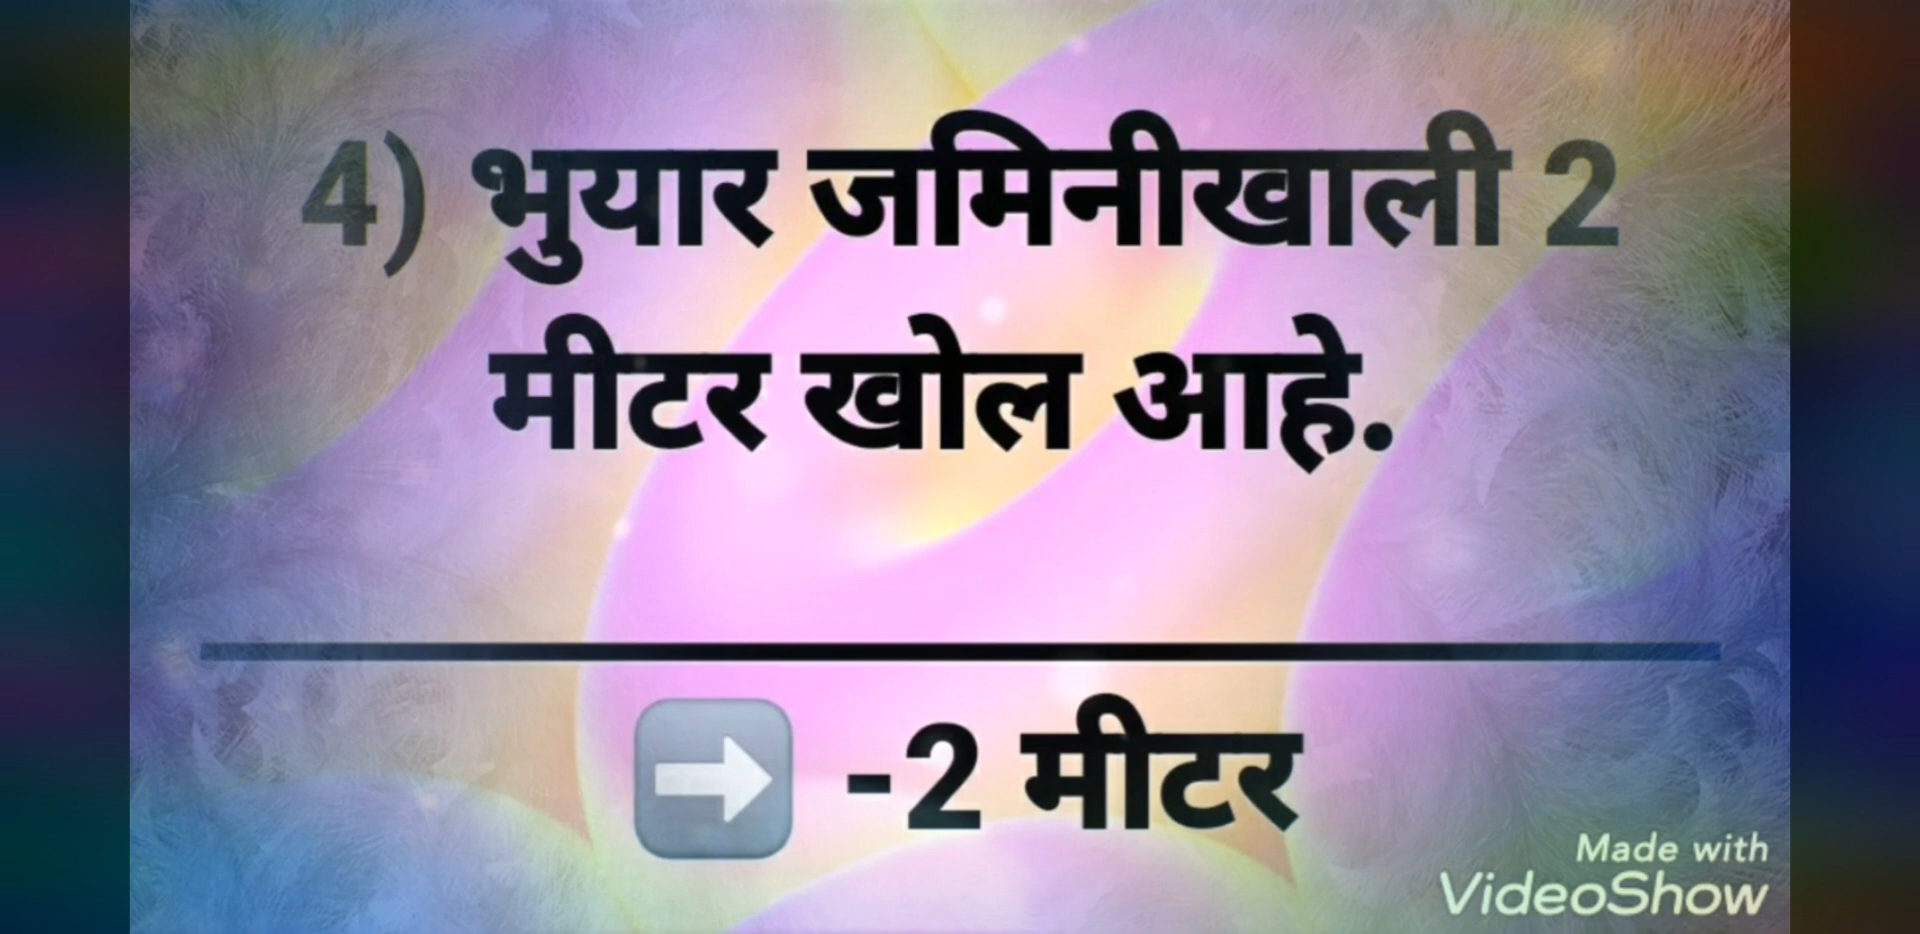 4) भुयार जमिनीखाली 2
मीटर खोल आहे.
➡ -2 मीटर
Made with
VideoShow